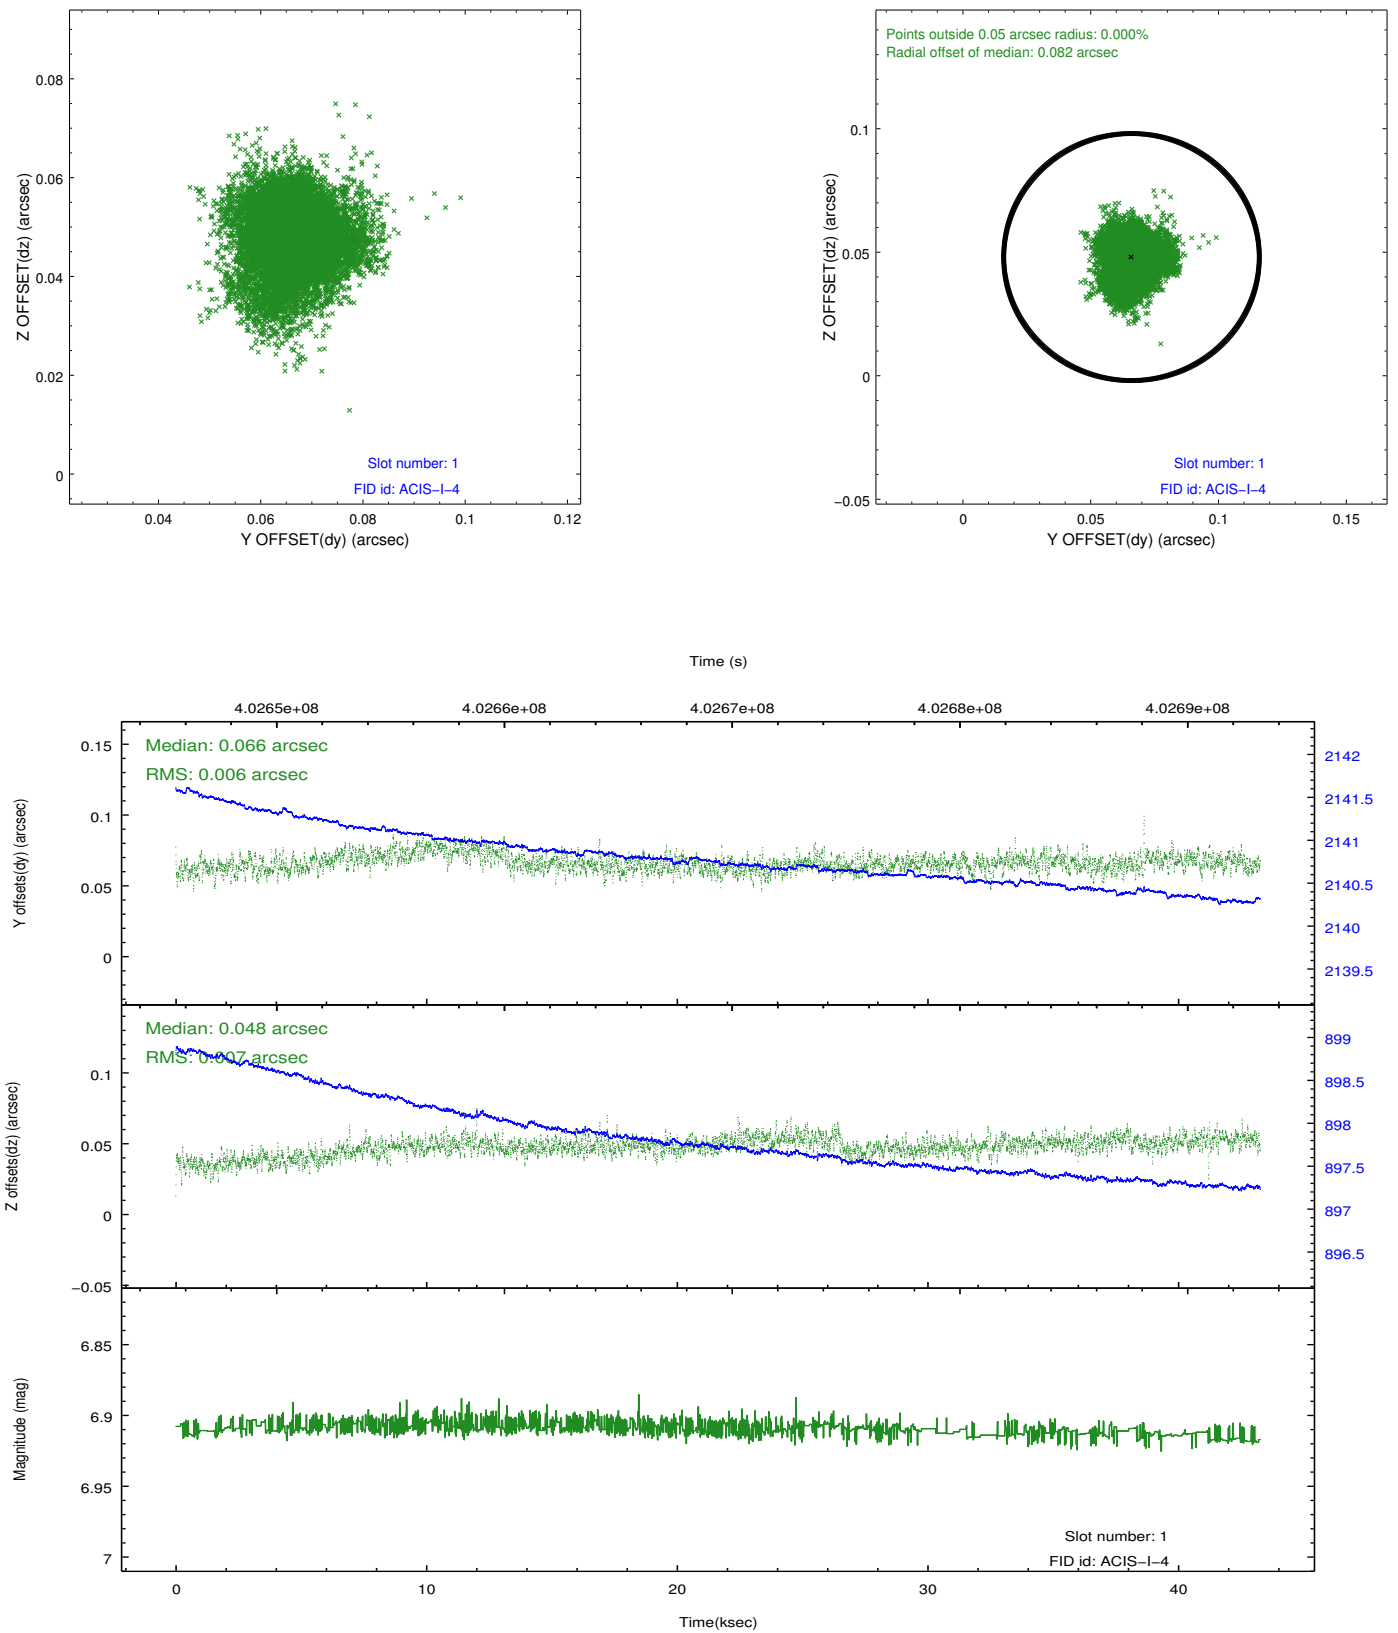 0.08
0.06
0.04
0.02
0
Z OFFSET(dz) (arcsec)
Slot number: 1
FID id: ACIS−I−4
0.04 0.06 0.08 0.1 0.12
Y OFFSET(dy) (arcsec)
Points outside 0.05 arcsec radius: 0.000%
Radial offset of median: 0.082 arcsec
0.1
0.05
0
−0.05
Z OFFSET(dz) (arcsec)
Slot number: 1
FID id: ACIS−I−4
0 0.05 0.1 0.15
Y OFFSET(dy) (arcsec)
Time (s)
4.0265e+08 4.0266e+08 4.0267e+08 4.0268e+08 4.0269e+08
Median: 0.066 arcsec
RMS: 0.006 arcsec
0.15
0.1
0.05
0
Y offsets(dy) (arcsec)
2142
2141.5
2141
2140.5
2140
2139.5
Median: 0.048 arcsec
RMS: 0.007 arcsec
0.1
0.05
0
−0.05
Z offsets(dz) (arcsec)
899
898.5
898
897.5
897
896.5
6.85
6.9
6.95
7
Magnitude (mag)
Slot number: 1
FID id: ACIS−I−4
0 10 20 30 40
Time(ksec)